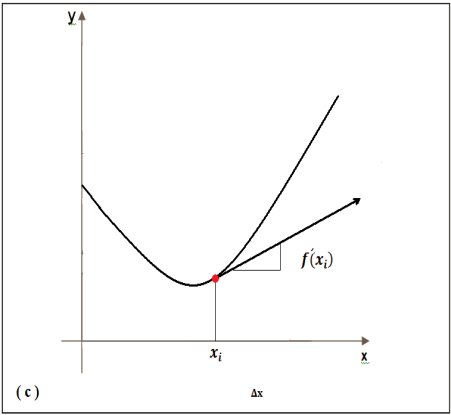 y
f′(xᵢ)
xᵢ
x
( c )
Δx